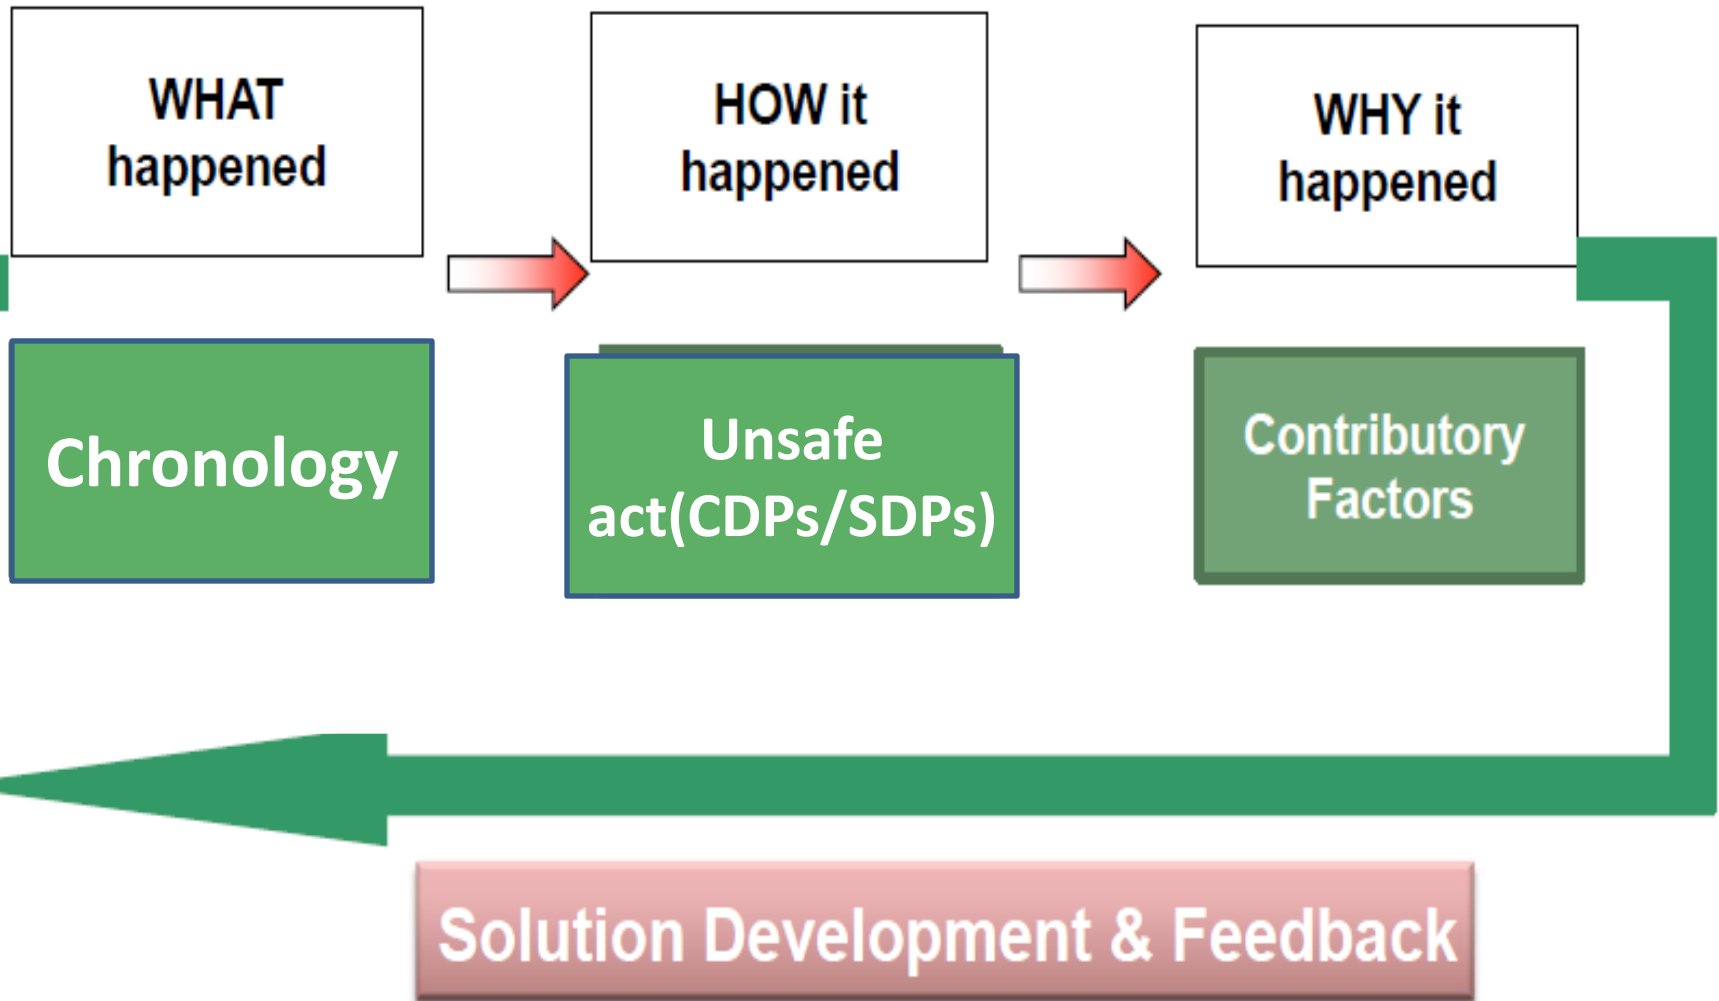 WHAT
happened
HOW it
happened
WHY it
happened
Chronology
Unsafe
act(CDPs/SDPs)
Contributory
Factors
Solution Development & Feedback